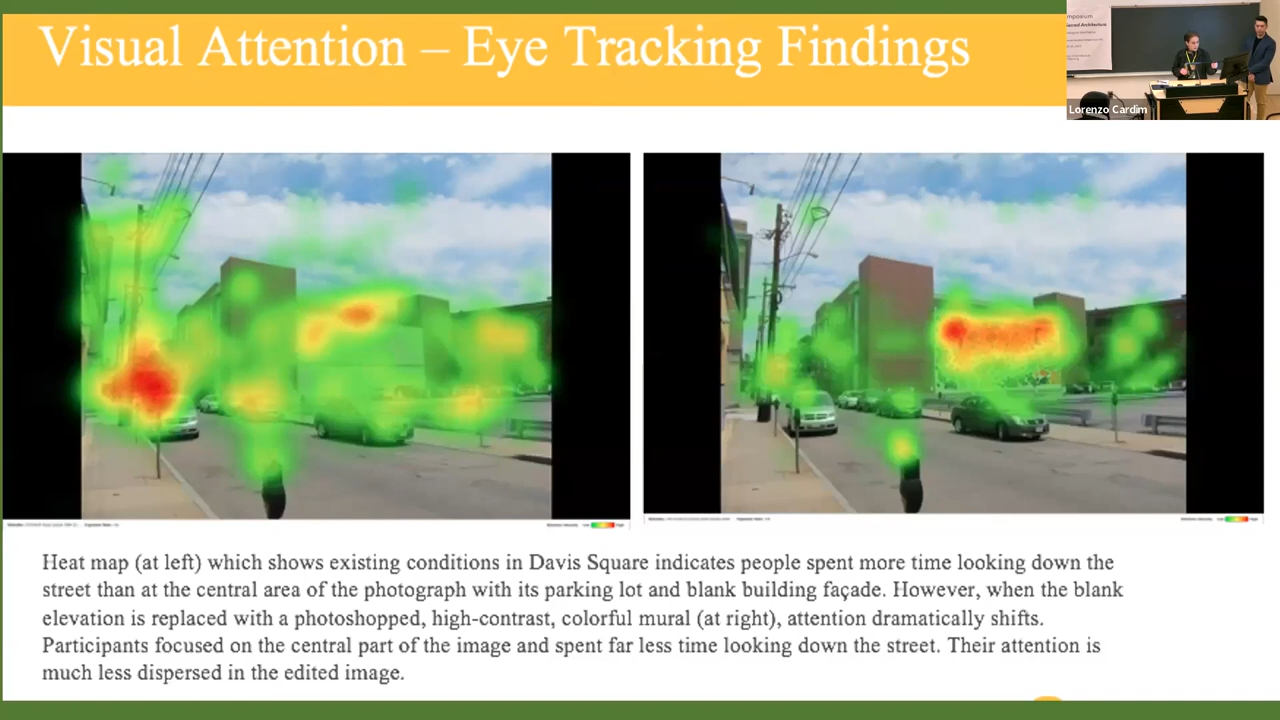 Visual Attention – Eye Tracking Findings
mposium
Sacred Architecture
Lorenzo Cardim
Heat map (at left) which shows existing conditions in Davis Square indicates people spent more time looking down the
street than at the central area of the photograph with its parking lot and blank building façade. However, when the blank
elevation is replaced with a photoshopped, high-contrast, colorful mural (at right), attention dramatically shifts.
Participants focused on the central part of the image and spent far less time looking down the street. Their attention is
much less dispersed in the edited image.